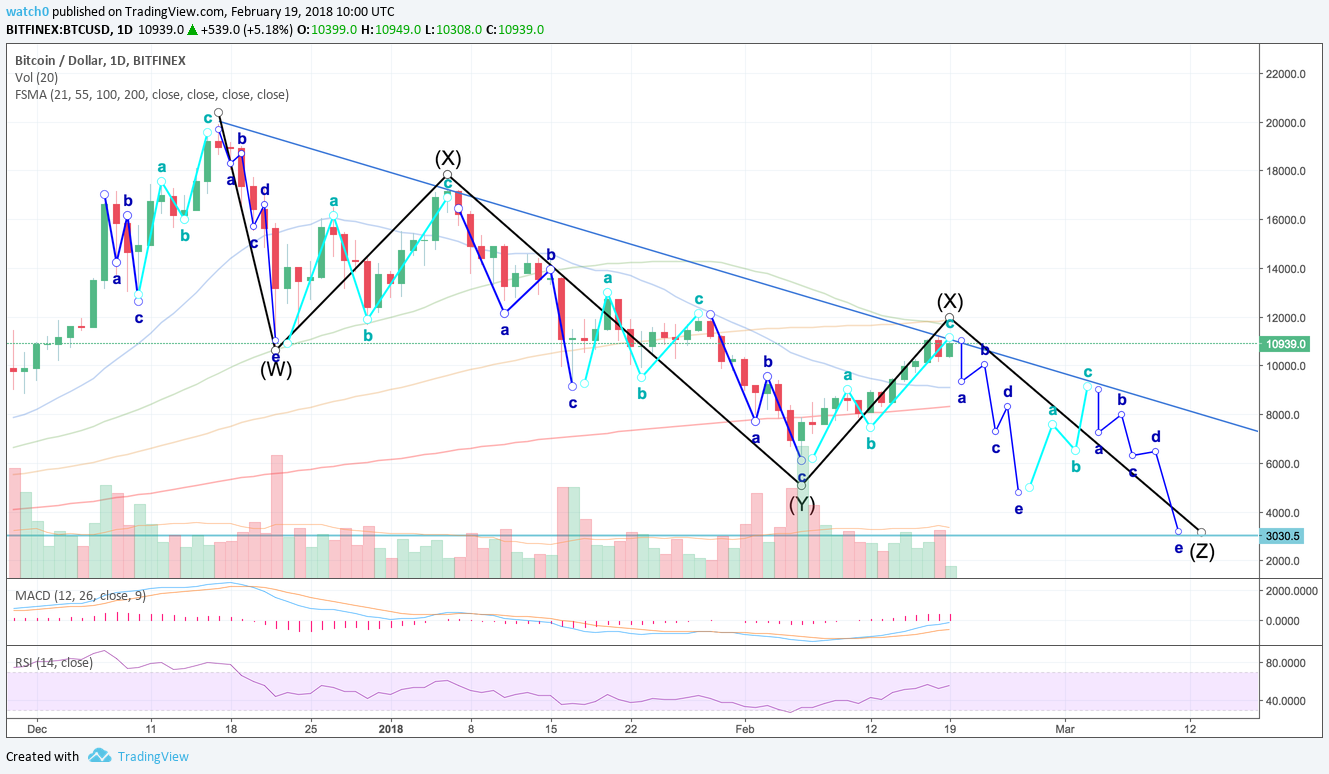 watch0 published on TradingView.com, February 19, 2018 10:00 UTC
BITFINEX:BTCUSD, 1D 10939.0 ▲ +539.0 (+5.18%) O:10399.0 H:10949.0 L:10308.0 C:10939.0
Bitcoin / Dollar, 1D, BITFINEX
Vol (20)
FSMA (21, 55, 100, 200, close, close, close, close)
22000.0
20000.0
18000.0
16000.0
14000.0
12000.0
10939.0
10000.0
8000.0
6000.0
4000.0
3030.5
2000.0
a
b
c
a
b
c
a
b
c
d
e
(W)
a
b
c
(X)
a
b
c
a
b
c
a
b
c
(Y)
a
b
c
(X)
a
b
c
d
e
a
b
c
a
b
c
d
e
(Z)
MACD (12, 26, close, 9)
2000.0000
0.0000
RSI (14, close)
80.0000
40.0000
Dec 11 18 25 2018 8 15 22 Feb 12 19 Mar 12
Created with TradingView